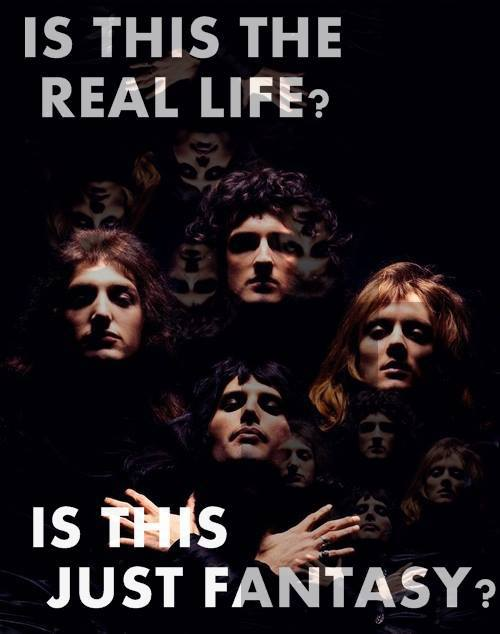 IS THIS THE
REAL LIFE?
IS THIS
JUST FANTASY?